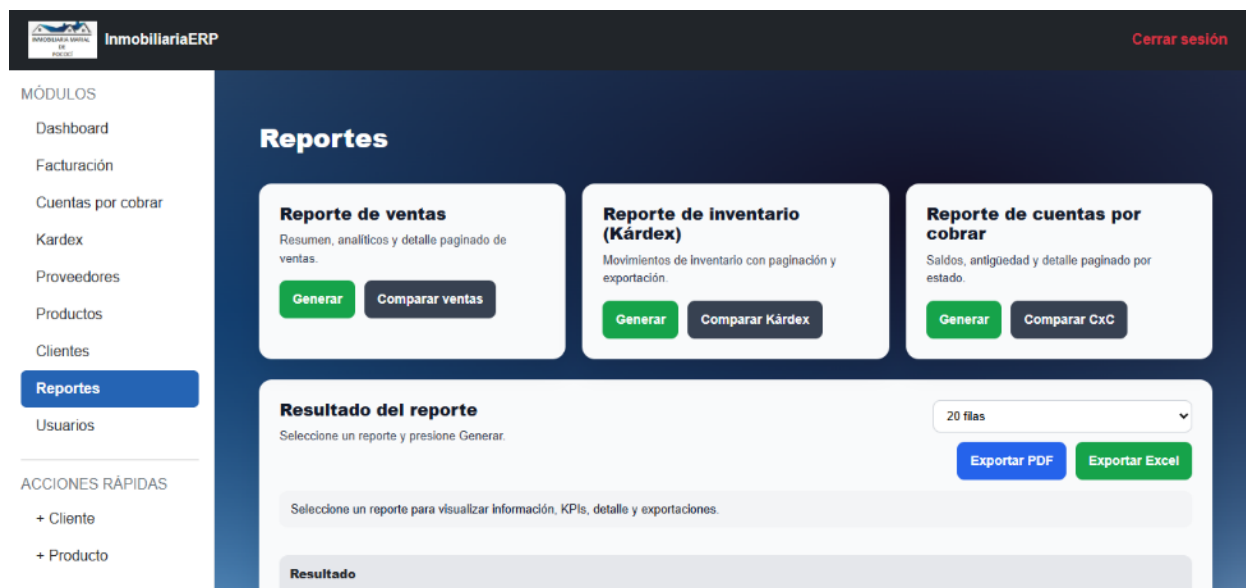 INMOBILIARIA MARIAL
DE
POCOCÍ
InmobiliariaERP
Cerrar sesión
MÓDULOS
Dashboard
Facturación
Cuentas por cobrar
Kardex
Proveedores
Productos
Clientes
Reportes
Usuarios
ACCIONES RÁPIDAS
+ Cliente
+ Producto
Reportes
Reporte de ventas
Resumen, analíticos y detalle paginado de
ventas.
Generar
Comparar ventas
Reporte de inventario
(Kárdex)
Movimientos de inventario con paginación y
exportación.
Generar
Comparar Kárdex
Reporte de cuentas por
cobrar
Saldos, antigüedad y detalle paginado por
estado.
Generar
Comparar CxC
Resultado del reporte
Seleccione un reporte y presione Generar.
20 filas
Exportar PDF
Exportar Excel
Seleccione un reporte para visualizar información, KPIs, detalle y exportaciones.
Resultado